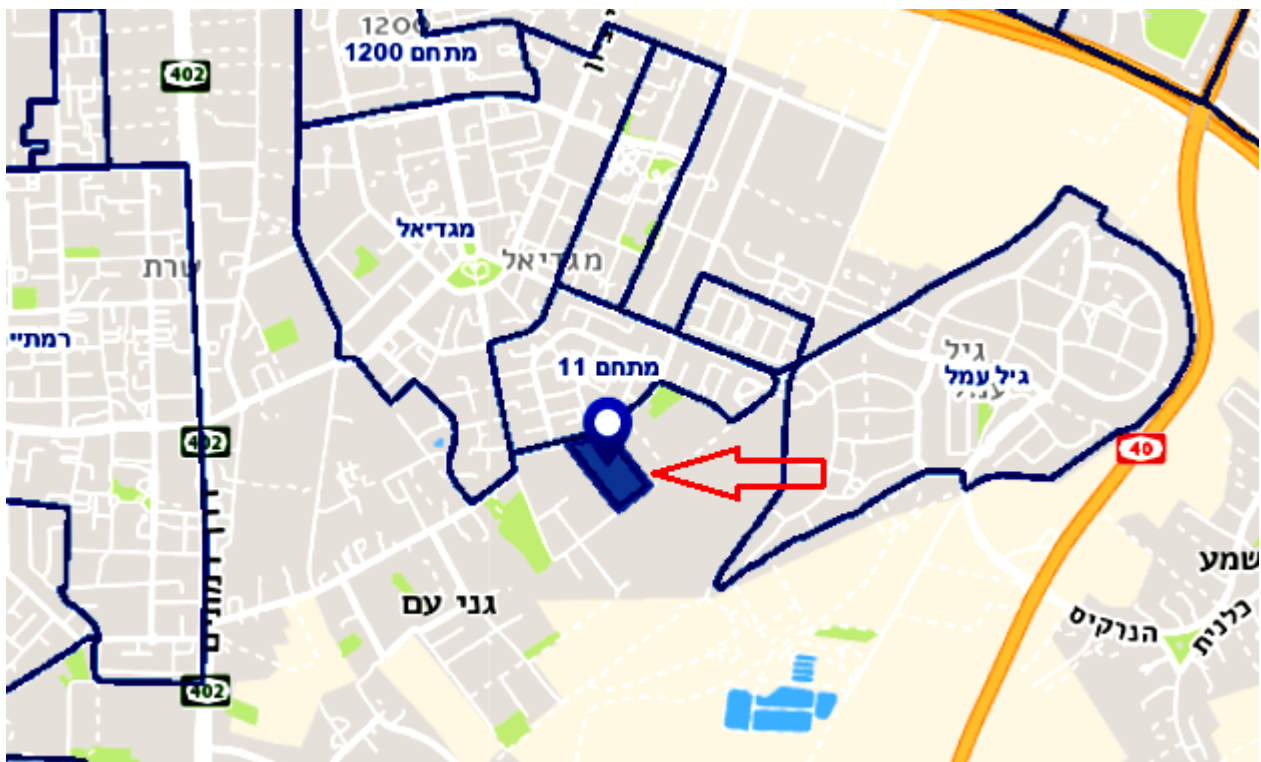 1200
מתחם 1200
402
מגדיאל
מגדיאל
שרת
רמתיי
מתחם 11
גיל
גיל עמל
402
40
שמע
גני עם
הנרקיס
כלנית
402